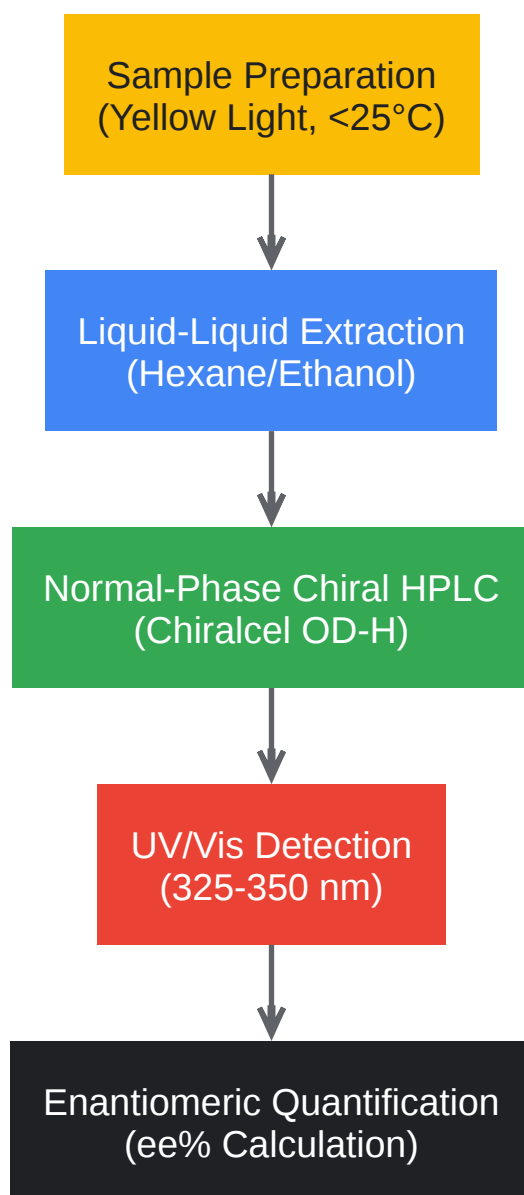 Sample Preparation
(Yellow Light, <25°C)
Liquid-Liquid Extraction
(Hexane/Ethanol)
Normal-Phase Chiral HPLC
(Chiralcel OD-H)
UV/Vis Detection
(325-350 nm)
Enantiomeric Quantification
(ee% Calculation)